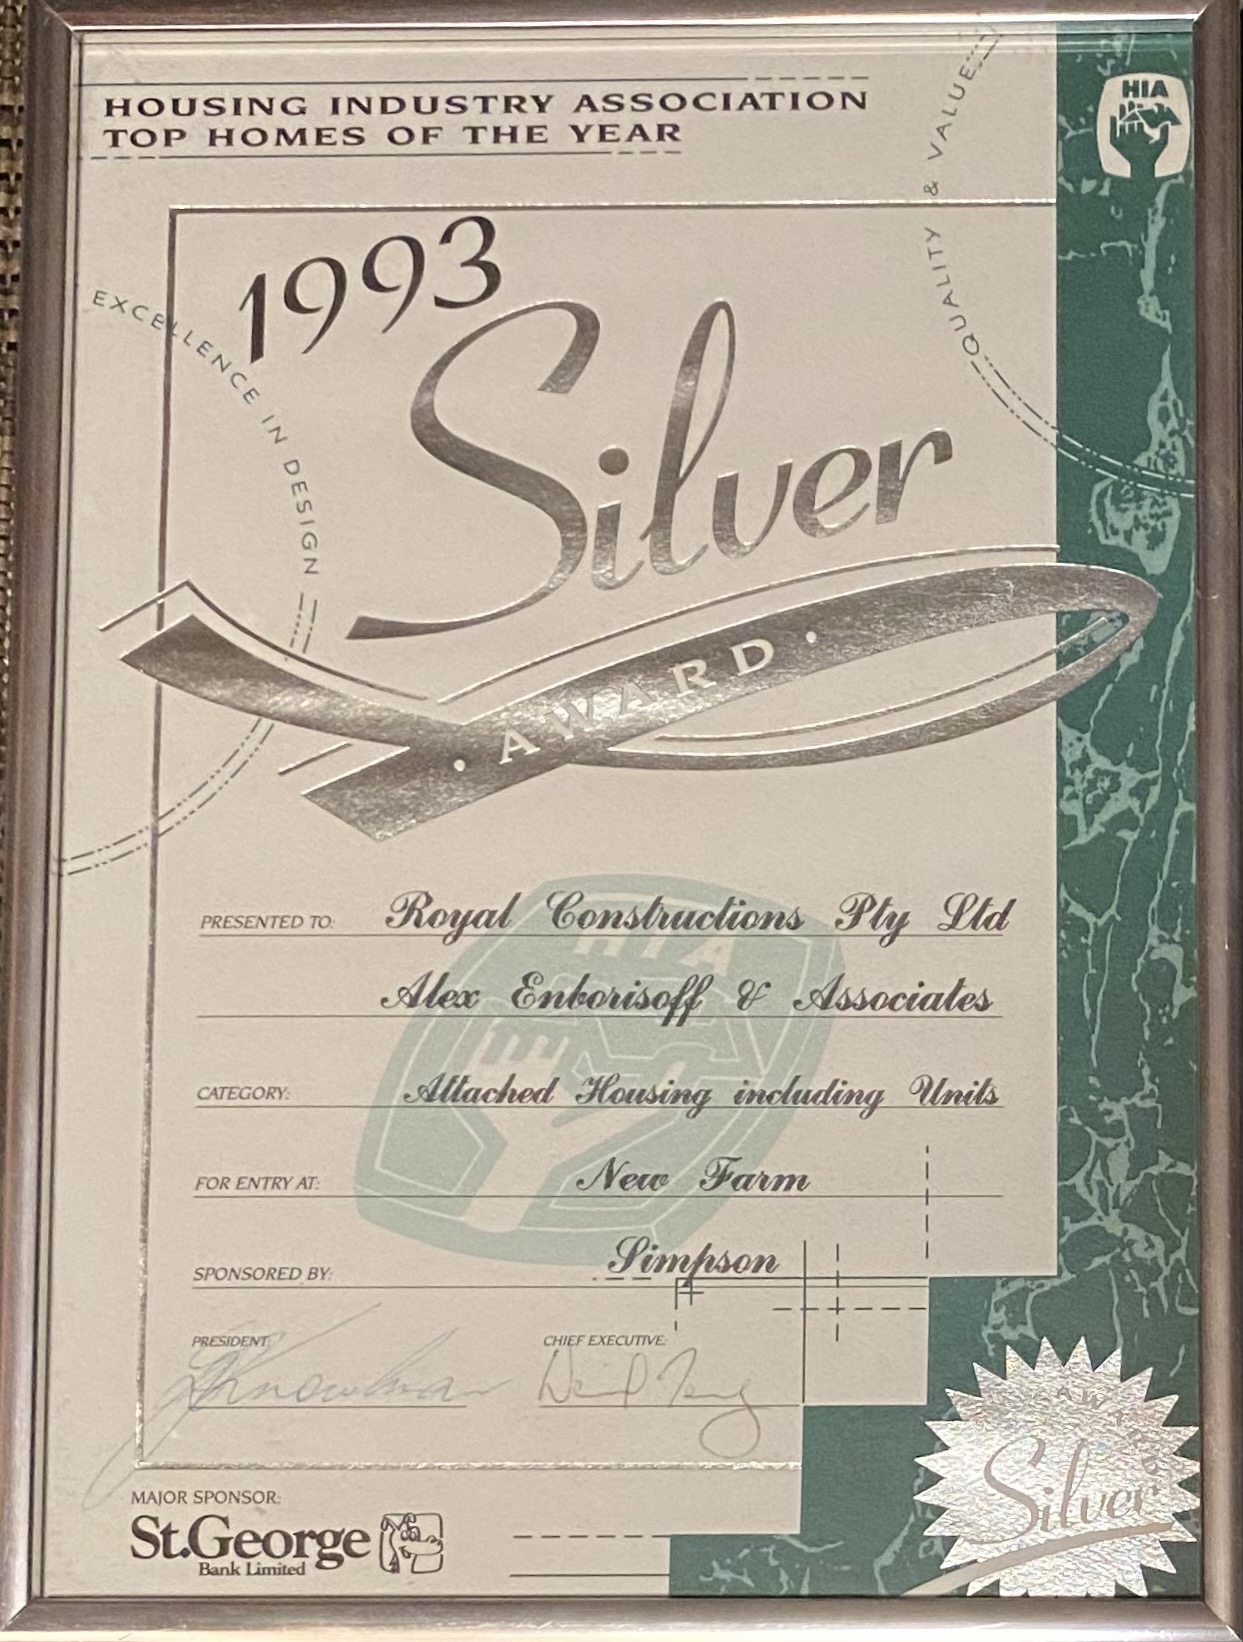 HOUSING INDUSTRY ASSOCIATION
TOP HOMES OF THE YEAR
HIA
QUALITY & VALUE
EXCELLENCE IN DESIGN
1993
Silver
· AWARD ·
HIA
PRESENTED TO: Royal Constructions Pty Ltd
Alex Enborisoff & Associates
CATEGORY: Attached Housing including Units
FOR ENTRY AT: New Farm
SPONSORED BY: Simpson
PRESIDENT:
CHIEF EXECUTIVE:
MAJOR SPONSOR:
St.George
Bank Limited
Silver